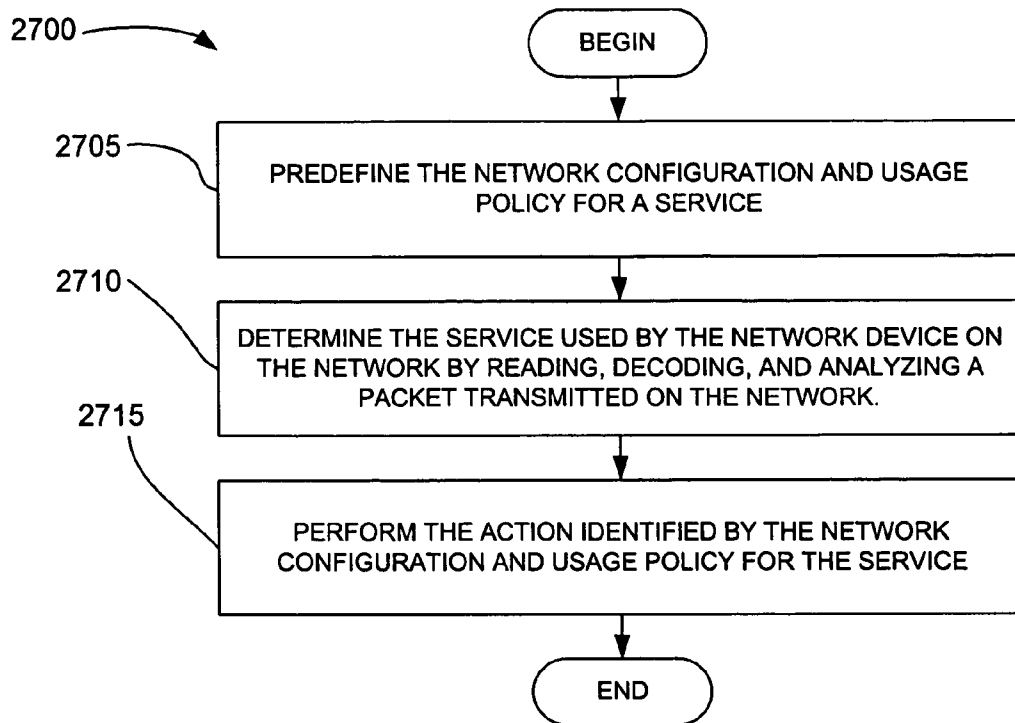 2700
BEGIN
2705
PREDEFINE THE NETWORK CONFIGURATION AND USAGE
POLICY FOR A SERVICE
2710
DETERMINE THE SERVICE USED BY THE NETWORK DEVICE ON
THE NETWORK BY READING, DECODING, AND ANALYZING A
PACKET TRANSMITTED ON THE NETWORK.
2715
PERFORM THE ACTION IDENTIFIED BY THE NETWORK
CONFIGURATION AND USAGE POLICY FOR THE SERVICE
END